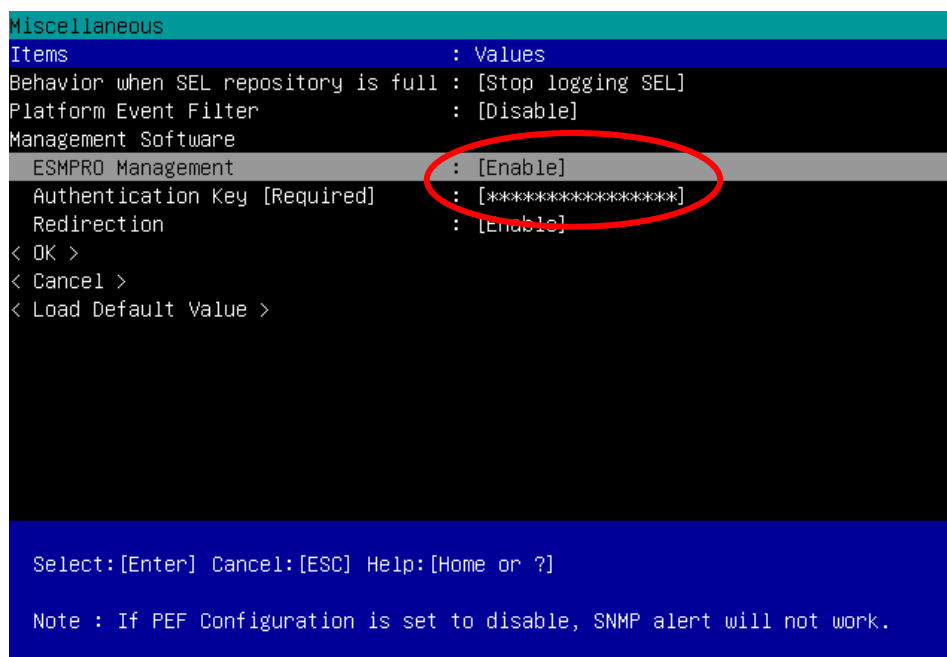 Miscellaneous
Items : Values
Behavior when SEL repository is full : [Stop logging SEL]
Platform Event Filter : [Disable]
Management Software
ESMPRO Management : [Enable]
Authentication Key [Required] : [****************]
Redirection : [Enable]
< OK >
< Cancel >
< Load Default Value >
Select:[Enter] Cancel:[ESC] Help:[Home or ?]
Note : If PEF Configuration is set to disable, SNMP alert will not work.